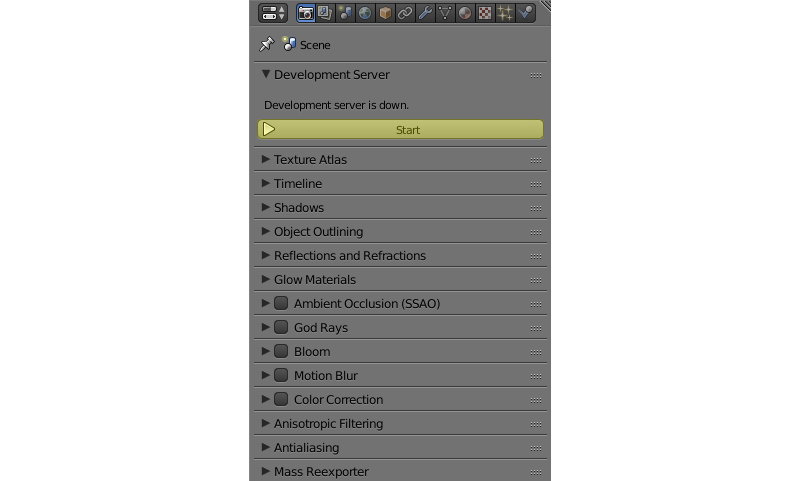 Scene
Development Server
Development server is down.
Start
Texture Atlas
Timeline
Shadows
Object Outlining
Reflections and Refractions
Glow Materials
Ambient Occlusion (SSAO)
God Rays
Bloom
Motion Blur
Color Correction
Anisotropic Filtering
Antialiasing
Mass Reexporter